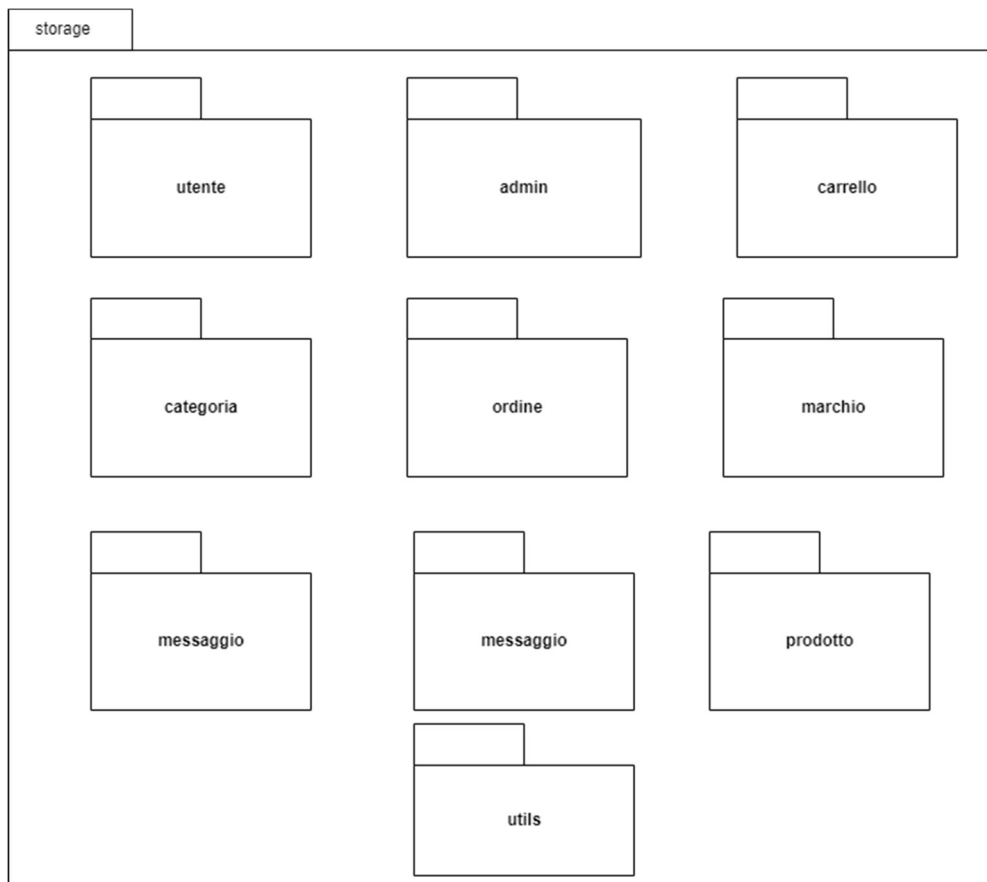 storage
utente
admin
carrello
categoria
ordine
marchio
messaggio
messaggio
prodotto
utils